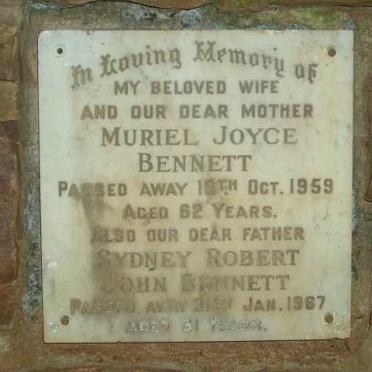 In Loving Memory of
MY BELOVED WIFE
AND OUR DEAR MOTHER
MURIEL JOYCE
BENNETT
PASSED AWAY TH OCT. 1959
AGED 62 YEARS.
ALSO OUR DEAR FATHER
SYDNEY ROBERT
JOHN BENNETT
PASSED AWAY 31ST JAN. 1967
AGED YEARS.